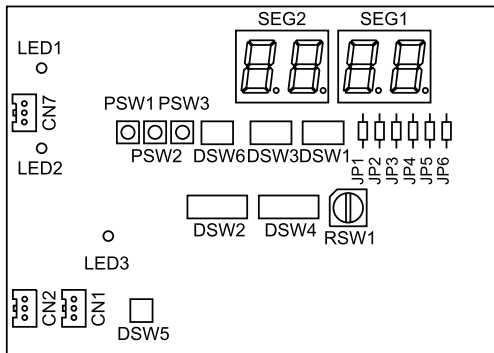 SEG2 SEG1
LED1
CN7
PSW1 PSW3
PSW2 DSW6 DSW3 DSW1
JP1 JP2 JP3 JP4 JP5 JP6
LED2
DSW2 DSW4 RSW1
LED3
CN2 CN1
DSW5